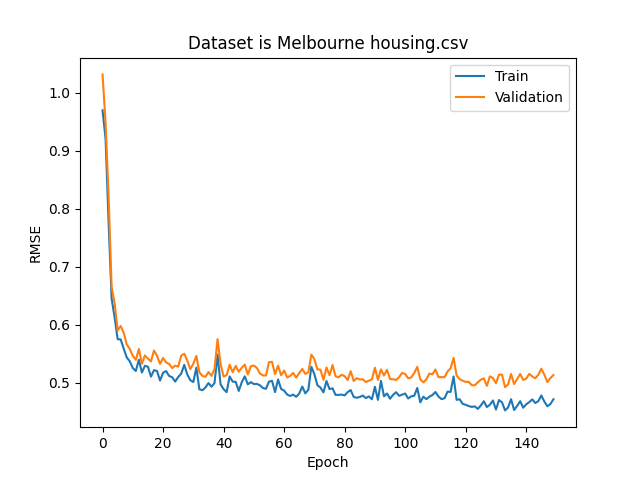 Dataset is Melbourne housing.csv
Train
Validation
RMSE
1.0
0.9
0.8
0.7
0.6
0.5
0 20 40 60 80 100 120 140
Epoch